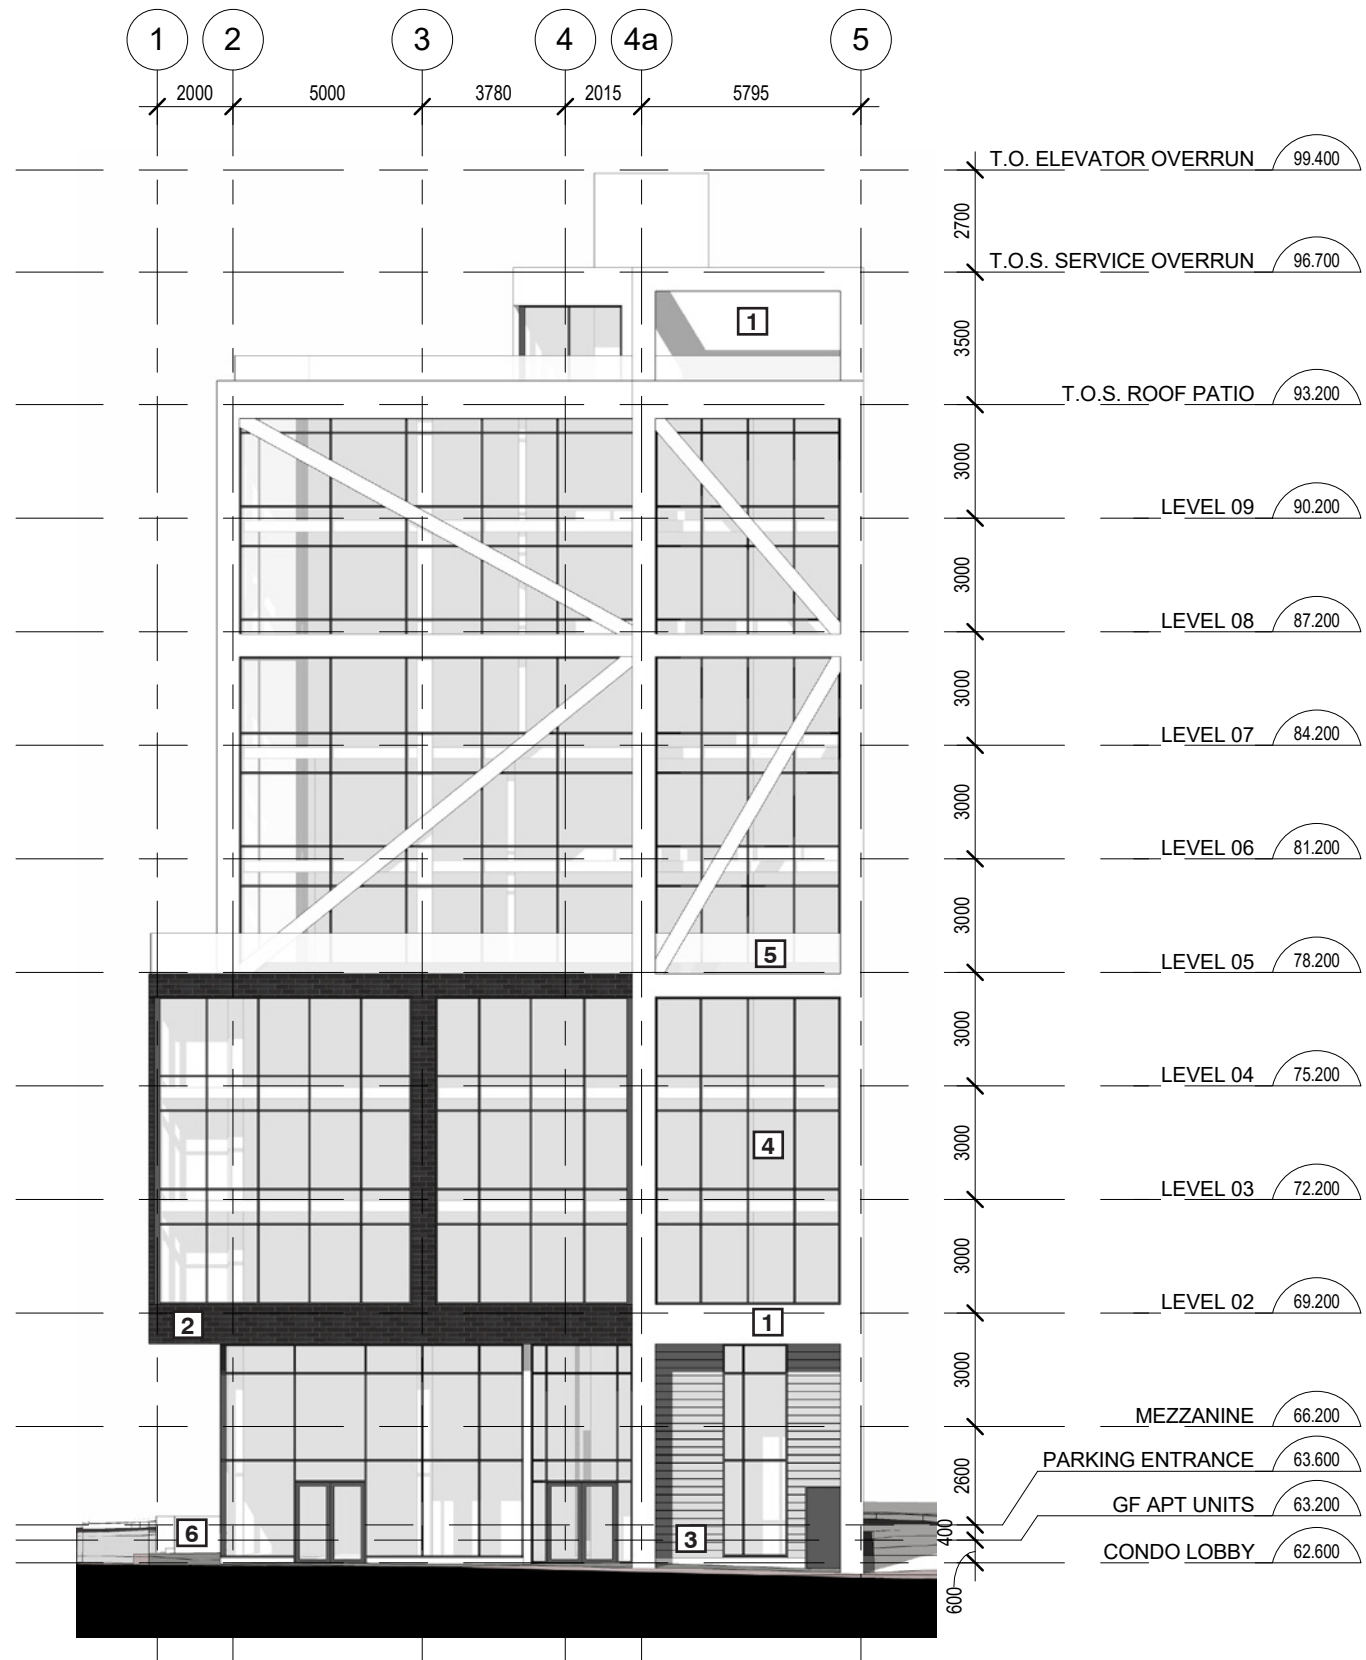 1 2 3 4 4a 5
2000 5000 3780 2015 5795
T.O. ELEVATOR OVERRUN 99.400
2700
T.O.S. SERVICE OVERRUN 96.700
1
3500
T.O.S. ROOF PATIO 93.200
3000
LEVEL 09 90.200
3000
LEVEL 08 87.200
3000
LEVEL 07 84.200
3000
LEVEL 06 81.200
3000
5
LEVEL 05 78.200
3000
LEVEL 04 75.200
4
3000
LEVEL 03 72.200
3000
LEVEL 02 69.200
2 1
3000
MEZZANINE 66.200
PARKING ENTRANCE 63.600
2600
GF APT UNITS 63.200
6 3
400
CONDO LOBBY 62.600
600